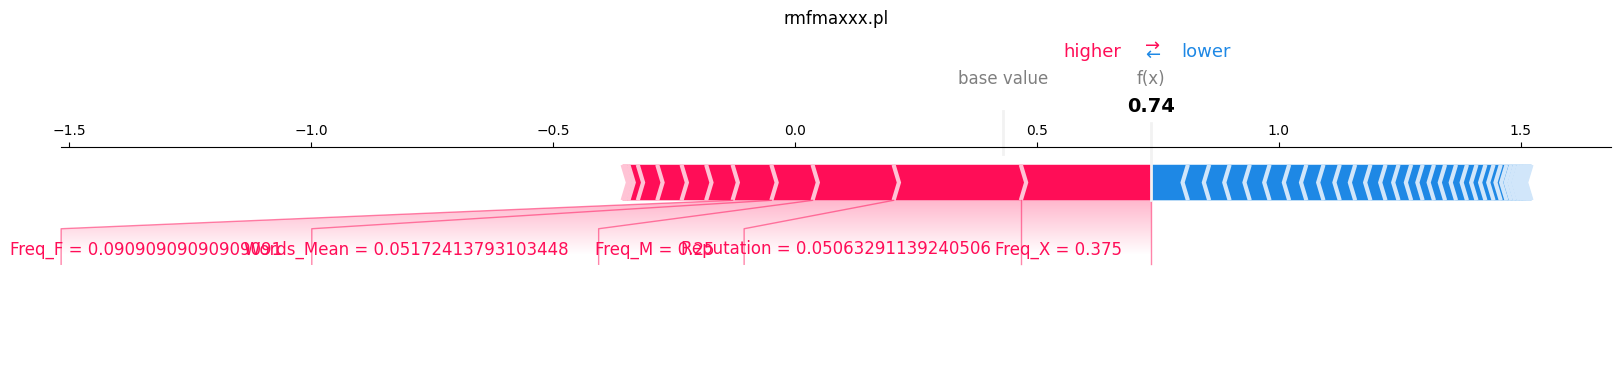 rmfmaxxx.pl
higher → ← lower
base value f(x)
0.74
−1.5 −1.0 −0.5 0.0 0.5 1.0 1.5
Freq_F = 0.09090909090909091 Words_Mean = 0.05172413793103448 Freq_M = 0.25 Reputation = 0.05063291139240506 Freq_X = 0.375